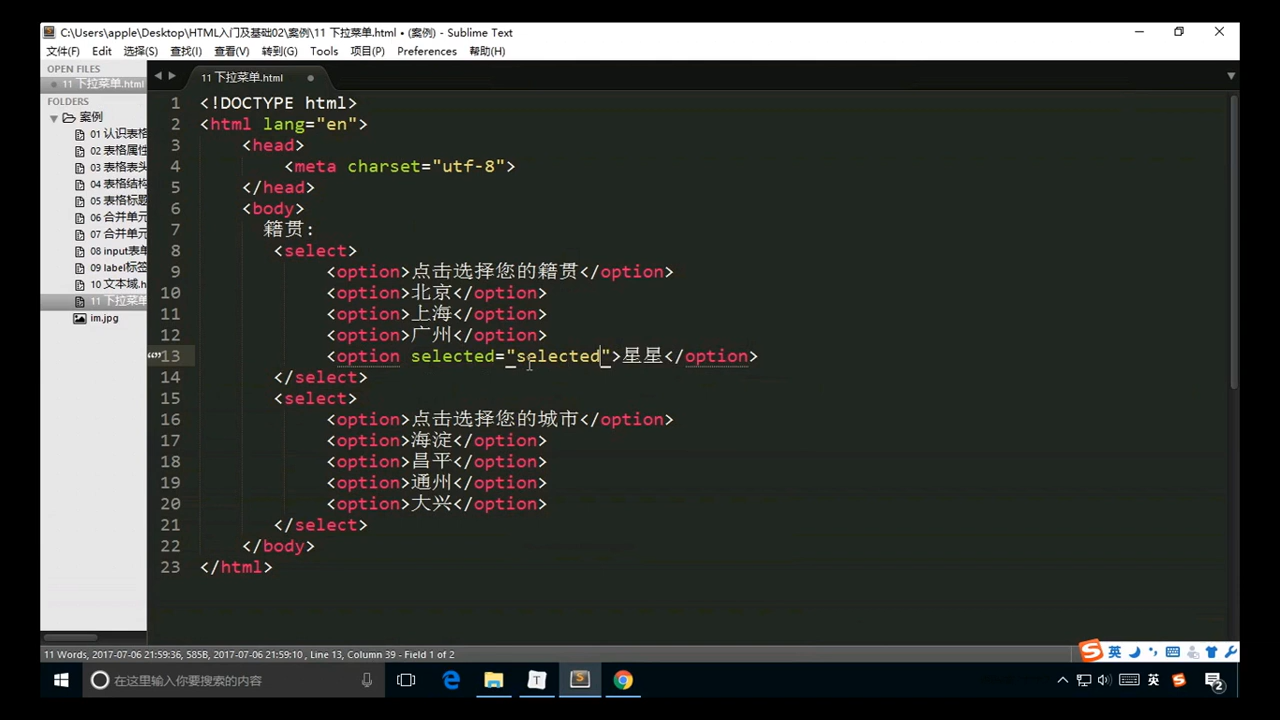 C:\Users\apple\Desktop\HTML入门及基础02\案例\11 下拉菜单.html • (案例) - Sublime Text
文件(F) Edit 选择(S) 查找(I) 查看(V) 转到(G) Tools 项目(P) Preferences 帮助(H)
OPEN FILES
11 下拉菜单.html
FOLDERS
案例
01 认识表格
02 表格属性
03 表格表头
04 表格结构
05 表格标题
06 合并单元
07 合并单元
08 input表单
09 label标签
10 文本域.h
11 下拉菜单
im.jpg
11 下拉菜单.html
1 <!DOCTYPE html>
2 <html lang="en">
3 <head>
4 <meta charset="utf-8">
5 </head>
6 <body>
7 籍贯:
8 <select>
9 <option>点击选择您的籍贯</option>
10 <option>北京</option>
11 <option>上海</option>
12 <option>广州</option>
13 <option selected="selected">星星</option>
14 </select>
15 <select>
16 <option>点击选择您的城市</option>
17 <option>海淀</option>
18 <option>昌平</option>
19 <option>通州</option>
20 <option>大兴</option>
21 </select>
22 </body>
23 </html>
11 Words, 2017-07-06 21:59:36, 585B, 2017-07-06 21:59:10, Line 13, Column 39 - Field 1 of 2
英
在这里输入你要搜索的内容
英
2